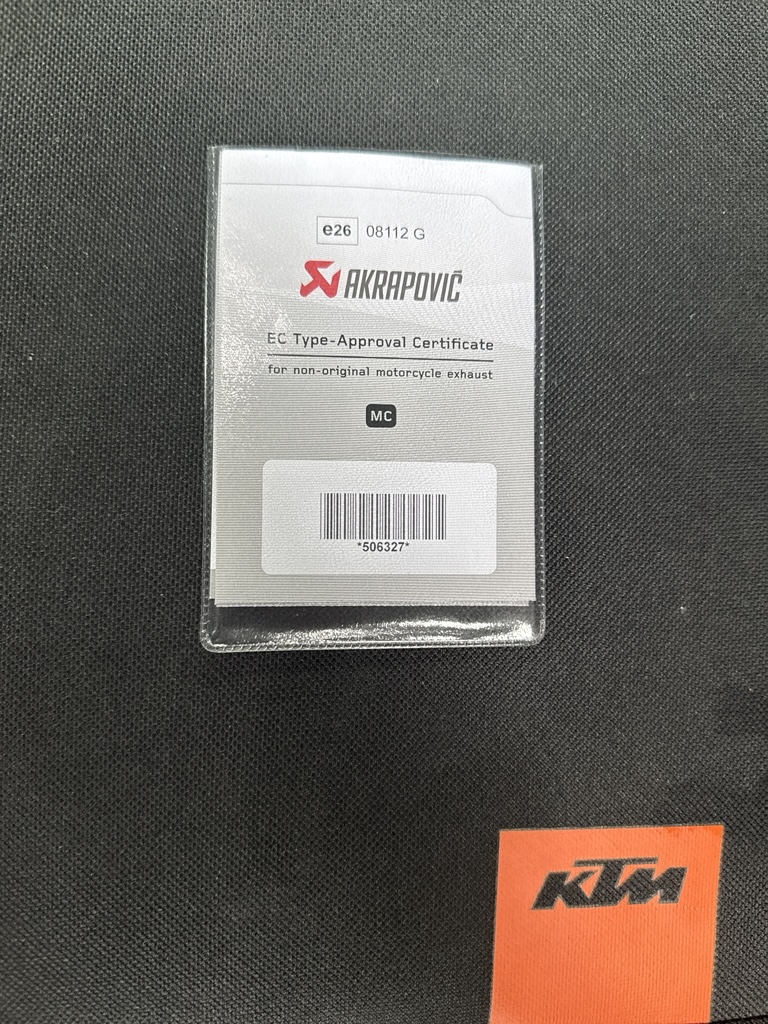 e26 08112 G
AKRAPOVIČ
EC Type-Approval Certificate
for non-original motorcycle exhaust
MC
*506327*
KTM